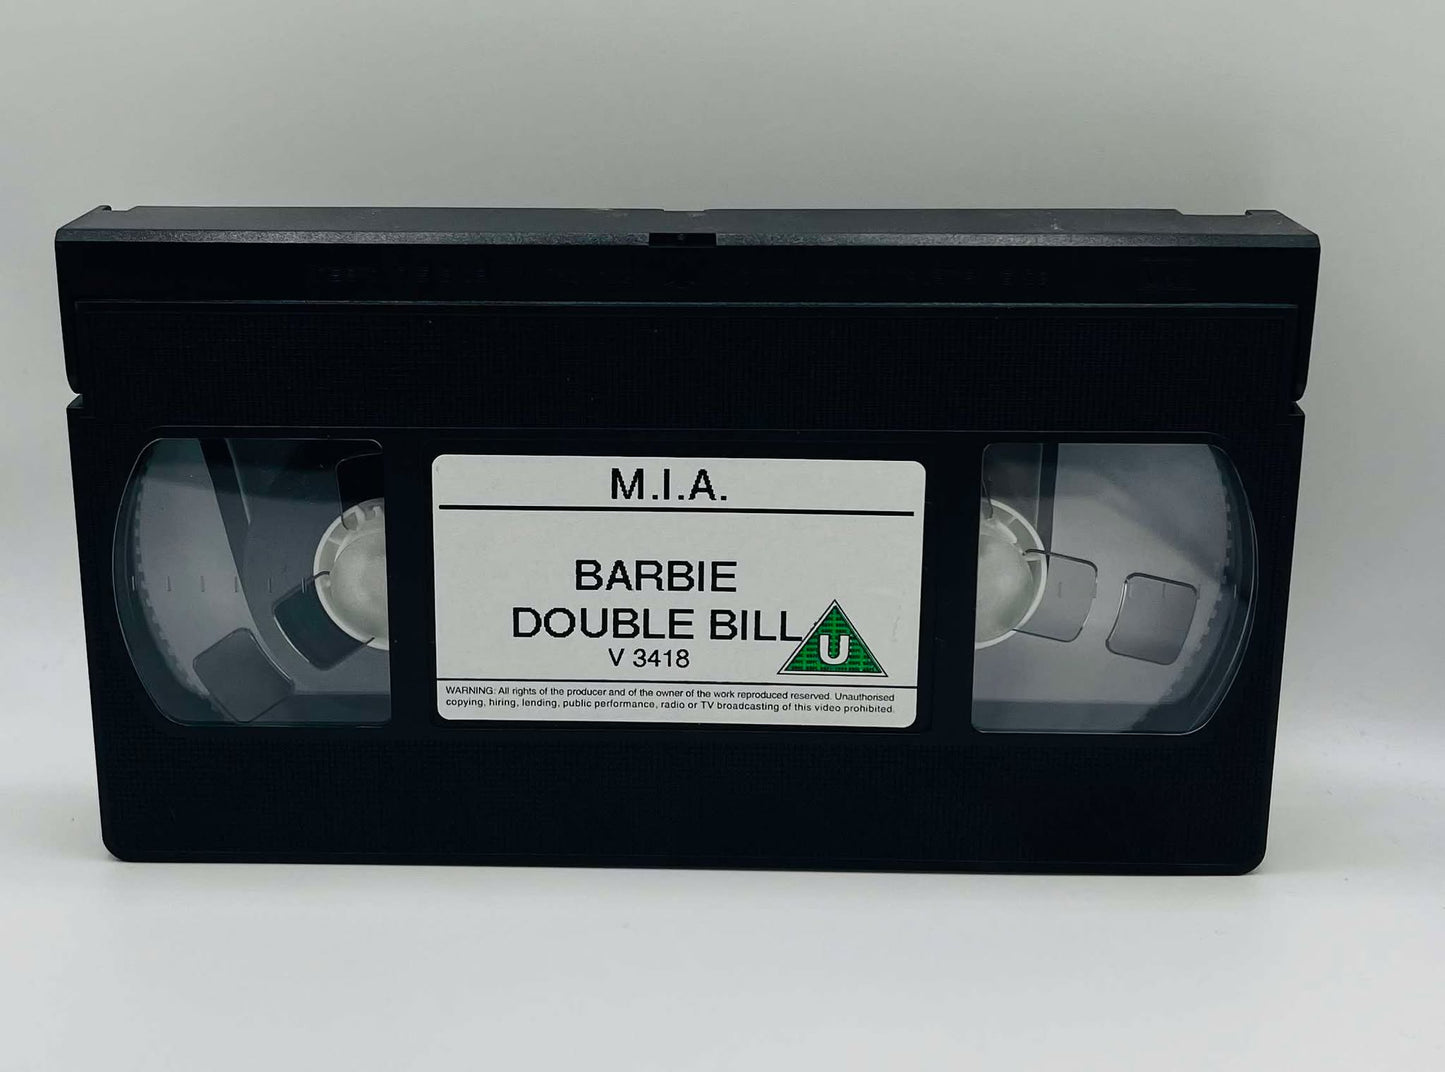 M.I.A.
BARBIE
DOUBLE BILL
U
V 3418
WARNING: All rights of the producer and of the owner of the work reproduced reserved. Unauthorised
copying, hiring, lending, public performance, radio or TV broadcasting of this video prohibited.